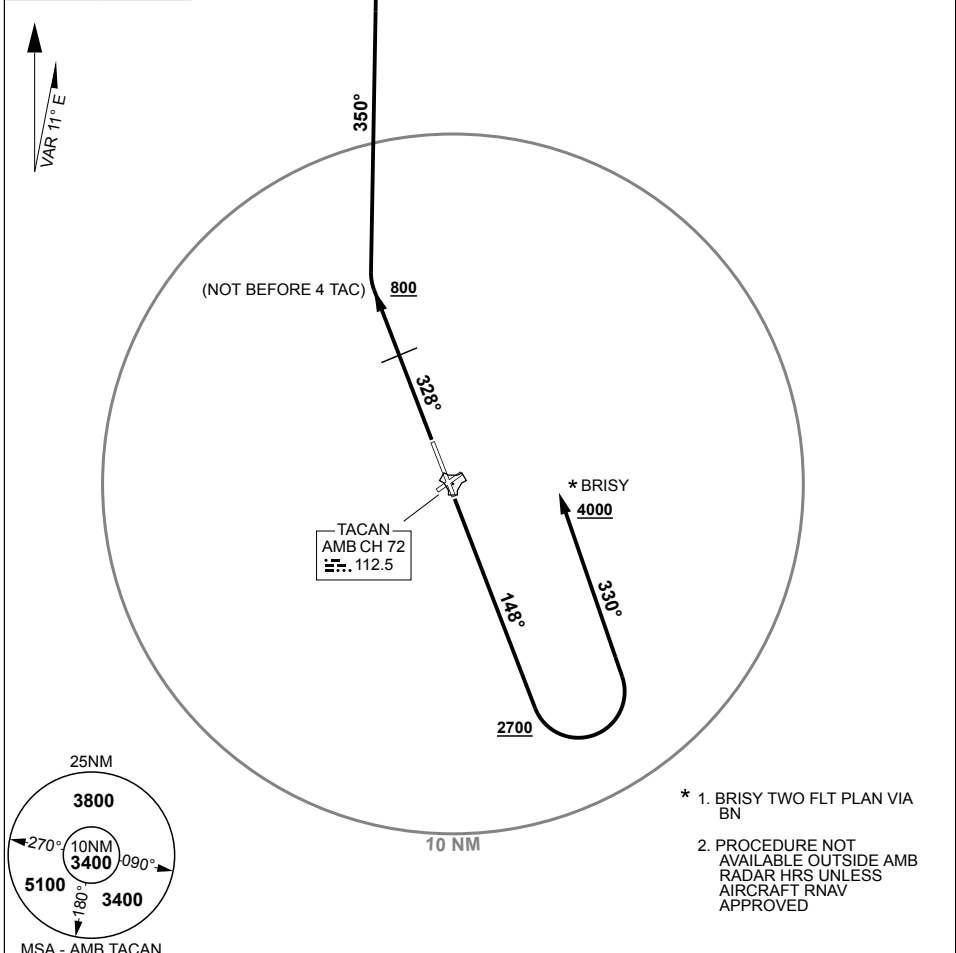 350°
VAR 11° E
(NOT BEFORE 4 TAC)
800
328°
* BRISY
4000
TACAN
AMB CH 72
112.5
148°
330°
2700
10 NM
25NM
3800
270°
10NM
3400
090°
5100
180°
3400
MSA - AMB TACAN
* 1. BRISY TWO FLT PLAN VIA
BN
2. PROCEDURE NOT
AVAILABLE OUTSIDE AMB
RADAR HRS UNLESS
AIRCRAFT RNAV
APPROVED